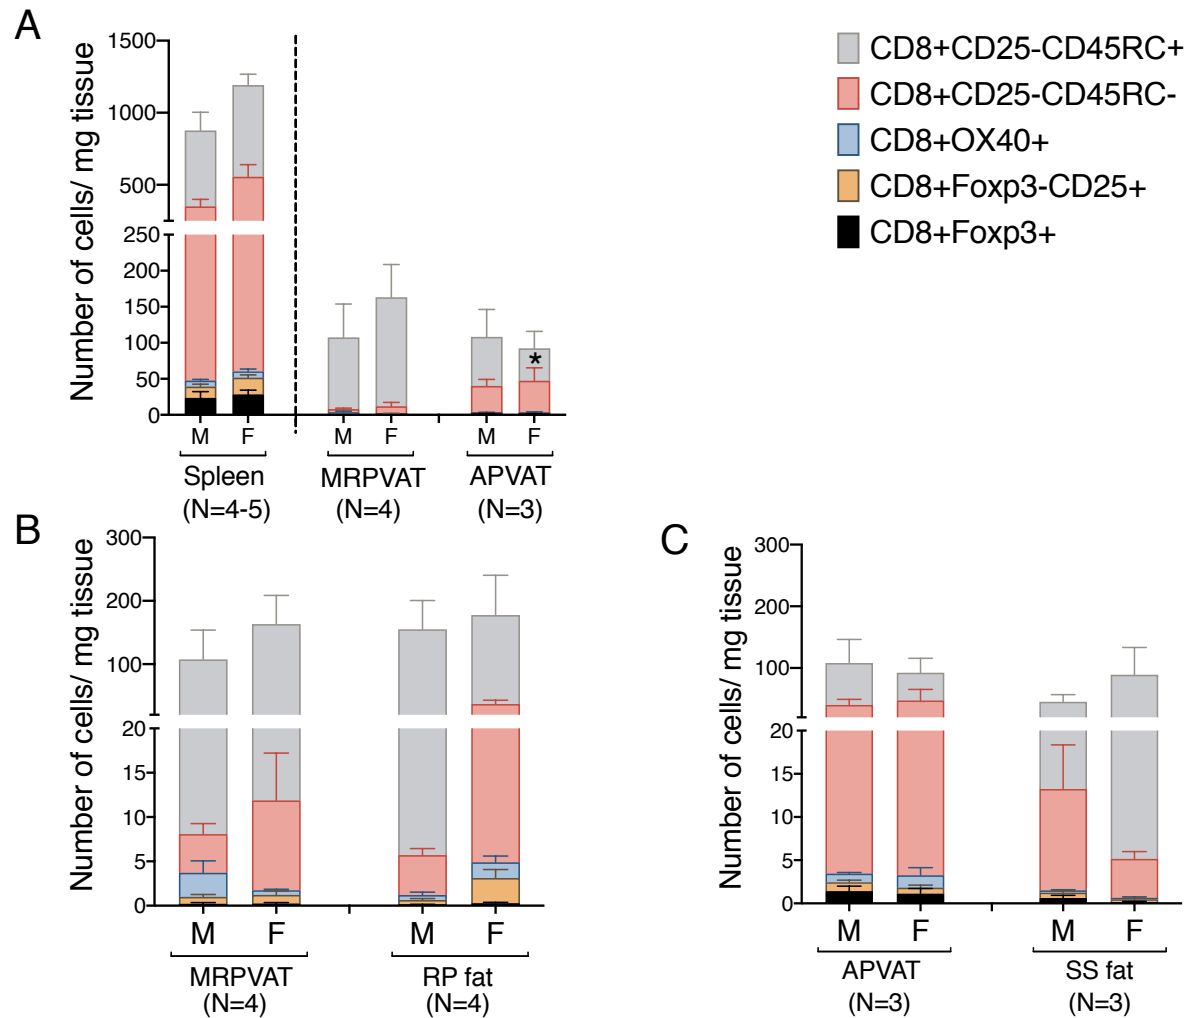 A
Number of cells/ mg tissue
1500
1000
500
250
200
150
100
50
0
*
M F M F M F
Spleen MRPVAT APVAT
(N=4-5) (N=4) (N=3)
CD8+CD25-CD45RC+
CD8+CD25-CD45RC-
CD8+OX40+
CD8+Foxp3-CD25+
CD8+Foxp3+
B
Number of cells/ mg tissue
300
200
100
20
15
10
5
0
M F M F
MRPVAT RP fat
(N=4) (N=4)
C
Number of cells/ mg tissue
300
200
100
20
15
10
5
0
M F M F
APVAT SS fat
(N=3) (N=3)